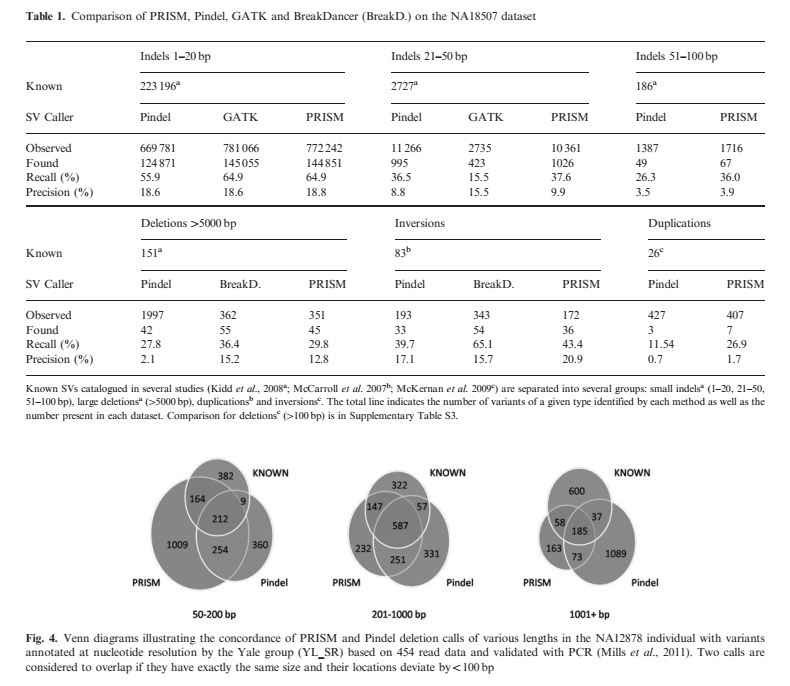 Table 1. Comparison of PRISM, Pindel, GATK and BreakDancer (BreakD.) on the NA18507 dataset
Indels 1–20 bp Indels 21–50 bp Indels 51–100 bp
Known 223 196a 2727a 186a
SV Caller Pindel GATK PRISM Pindel GATK PRISM Pindel PRISM
Observed 669 781 781 066 772 242 11 266 2735 10 361 1387 1716
Found 124 871 145 055 144 851 995 423 1026 49 67
Recall (%) 55.9 64.9 64.9 36.5 15.5 37.6 26.3 36.0
Precision (%) 18.6 18.6 18.8 8.8 15.5 9.9 3.5 3.9
Deletions >5000 bp Inversions Duplications
Known 151a 83b 26c
SV Caller Pindel BreakD. PRISM Pindel BreakD. PRISM Pindel PRISM
Observed 1997 362 351 193 343 172 427 407
Found 42 55 45 33 54 36 3 7
Recall (%) 27.8 36.4 29.8 39.7 65.1 43.4 11.54 26.9
Precision (%) 2.1 15.2 12.8 17.1 15.7 20.9 0.7 1.7
Known SVs catalogued in several studies (Kidd et al., 2008a; McCarroll et al. 2007b; McKernan et al. 2009c) are separated into several groups: small indelsa (1–20, 21–50,
51–100 bp), large deletionsa (>5000 bp), duplicationsb and inversionsc. The total line indicates the number of variants of a given type identified by each method as well as the
number present in each dataset. Comparison for deletionsc (>100 bp) is in Supplementary Table S3.
382 KNOWN
164 9
212
1009 254 360
PRISM Pindel
50-200 bp
KNOWN
322
147 57
587
232 251 331
PRISM Pindel
201-1000 bp
KNOWN
600
58 37
185
163 73 1089
PRISM Pindel
1001+ bp
Fig. 4. Venn diagrams illustrating the concordance of PRISM and Pindel deletion calls of various lengths in the NA12878 individual with variants
annotated at nucleotide resolution by the Yale group (YL_SR) based on 454 read data and validated with PCR (Mills et al., 2011). Two calls are
considered to overlap if they have exactly the same size and their locations deviate by < 100 bp